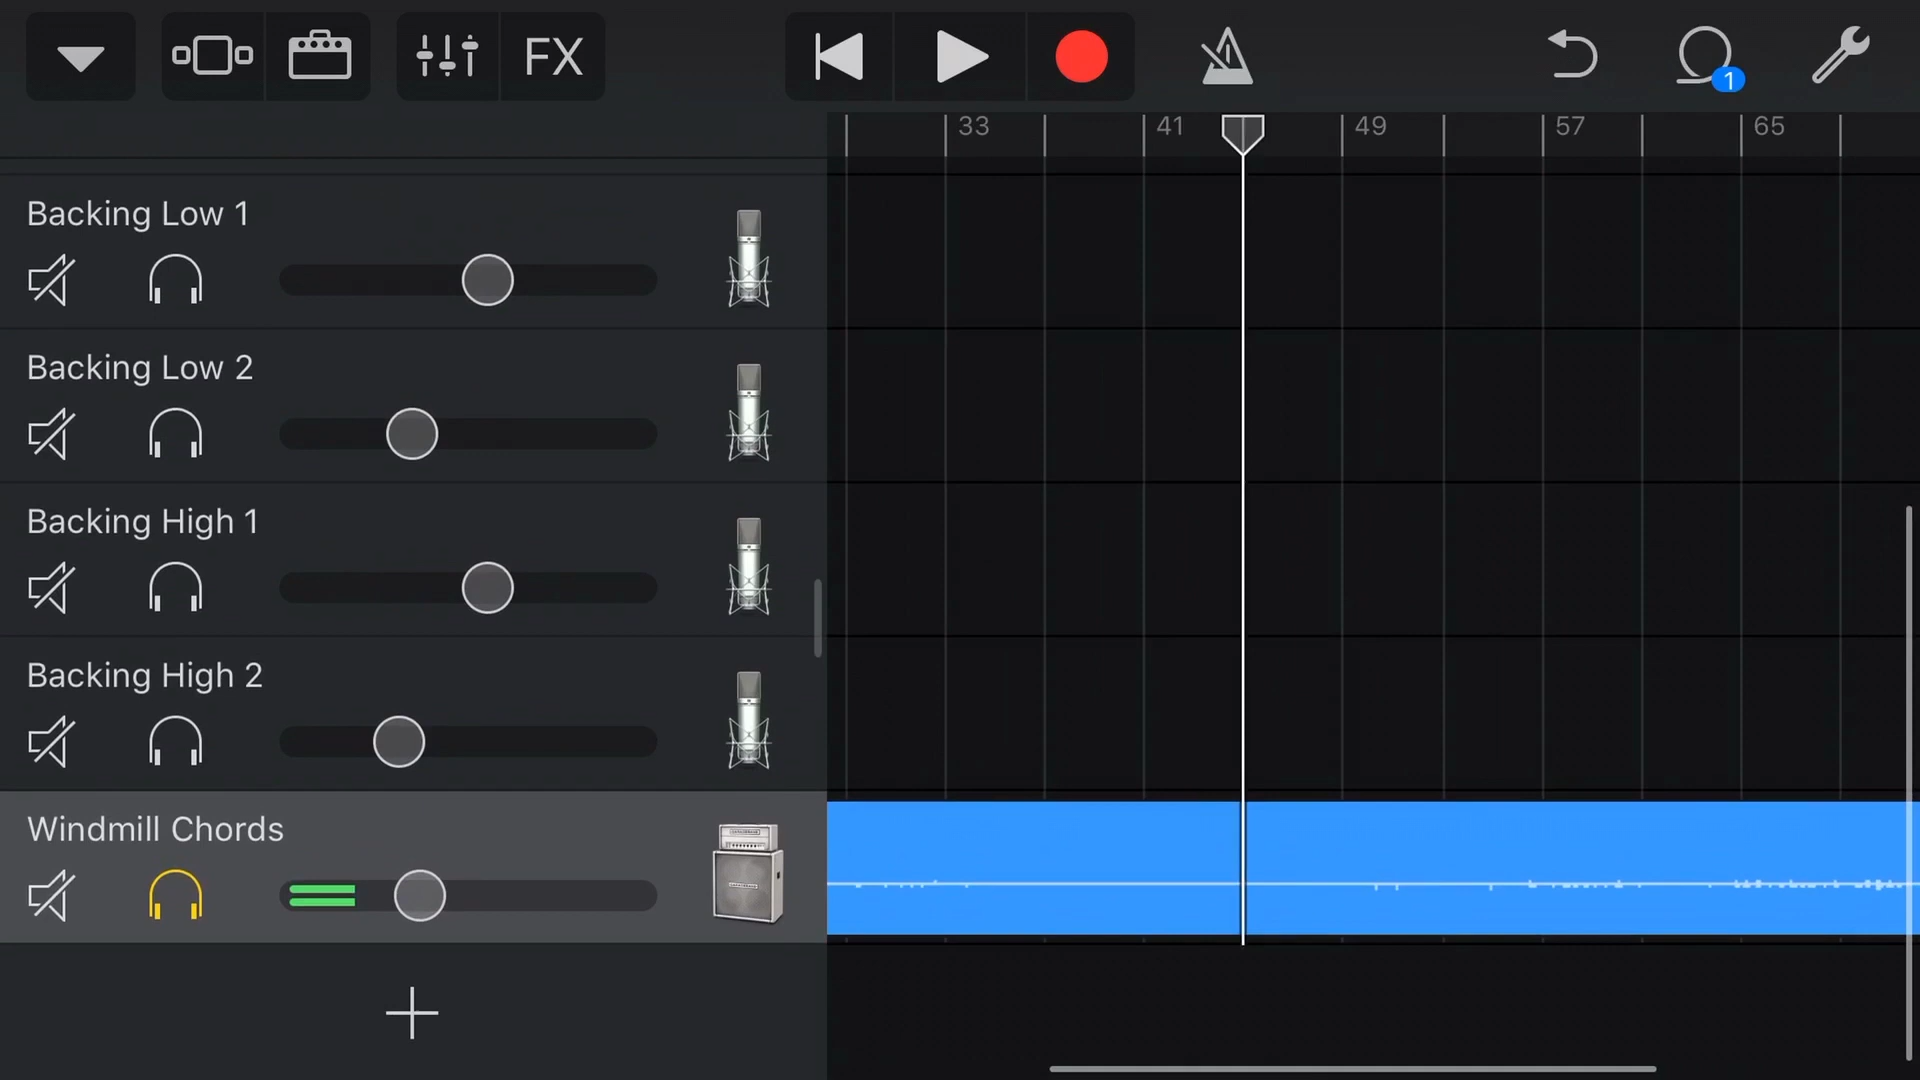 FX
1
33
41
49
57
65
Backing Low 1
Backing Low 2
Backing High 1
Backing High 2
Windmill Chords